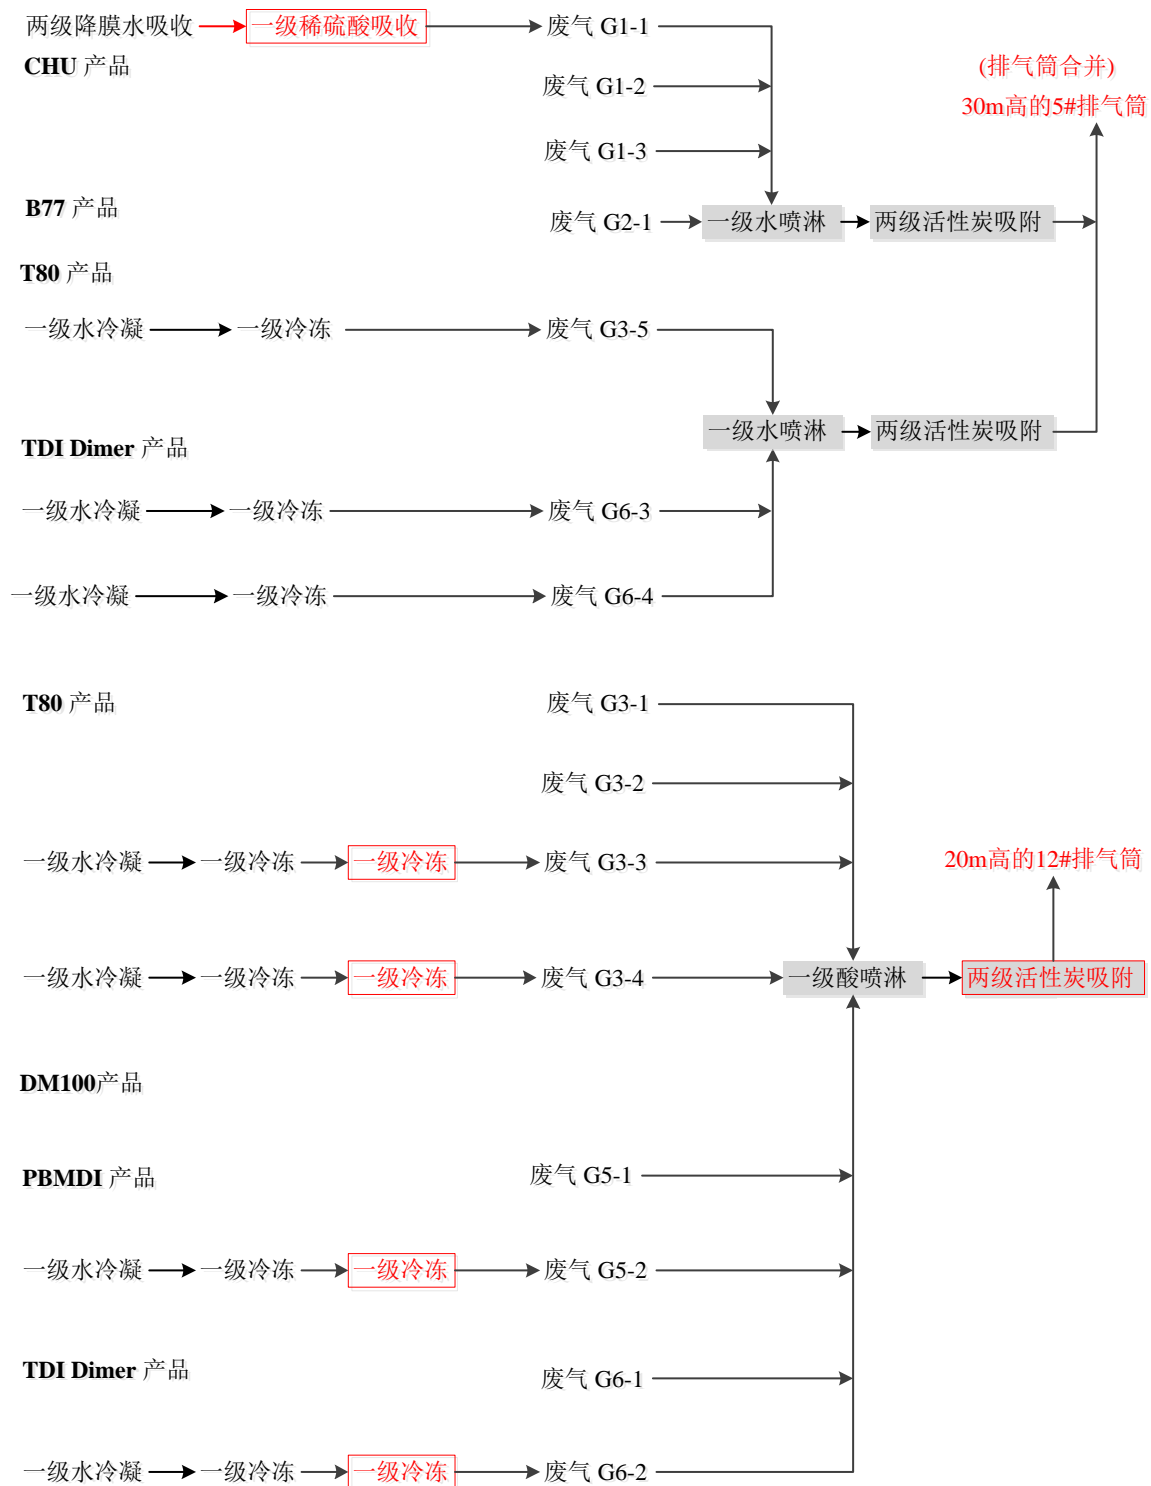 两级降膜水吸收 一级稀硫酸吸收 废气 G1-1
CHU 产品 (排气筒合并)
废气 G1-2 30m高的5#排气筒
废气 G1-3
B77 产品 废气 G2-1 一级水喷淋 两级活性炭吸附
T80 产品
一级水冷凝 一级冷冻 废气 G3-5
一级水喷淋 两级活性炭吸附
TDI Dimer 产品
一级水冷凝 一级冷冻 废气 G6-3
一级水冷凝 一级冷冻 废气 G6-4
T80 产品 废气 G3-1
废气 G3-2
一级水冷凝 一级冷冻 一级冷冻 废气 G3-3 20m高的12#排气筒
一级水冷凝 一级冷冻 一级冷冻 废气 G3-4 一级酸喷淋 两级活性炭吸附
DM100产品
PBMDI 产品 废气 G5-1
一级水冷凝 一级冷冻 一级冷冻 废气 G5-2
TDI Dimer 产品 废气 G6-1
一级水冷凝 一级冷冻 一级冷冻 废气 G6-2